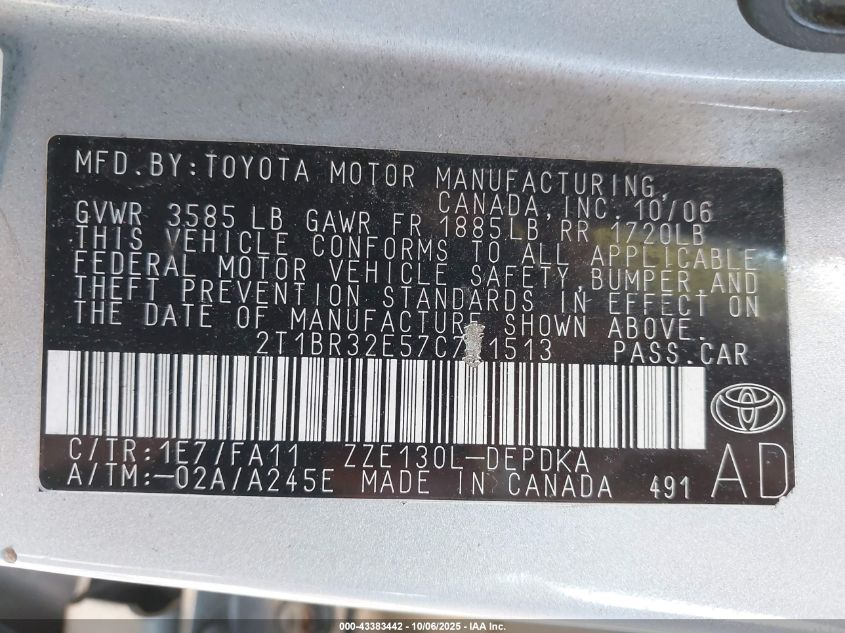 MFD.BY:TOYOTA MOTOR MANUFACTURING,
CANADA,INC.10/06
GVWR 3585 LB GAWR FR 1885LB RR 1720LB
THIS VEHICLE CONFORMS TO ALL APPLICABLE
FEDERAL MOTOR VEHICLE SAFETY,BUMPER,AND
THEFT PREVENTION STANDARDS IN EFFECT ON
THE DATE OF MANUFACTURE SHOWN ABOVE.
PASS.CAR
C/TR:1E7/FA11 ZZE130L-DEPDKA
A/TM:-02A/A245E MADE IN CANADA 491
AD
000-43383442 - 10/06/2025 - IAA Inc.